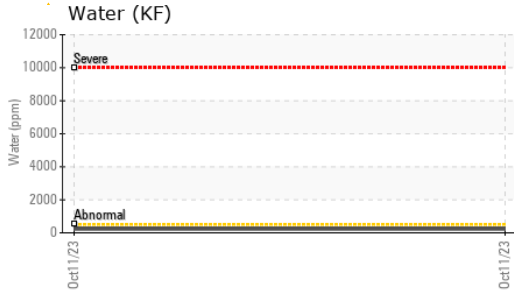 Water (KF)
12000
10000
8000
6000
4000
2000
0
Water (ppm)
Severe
Abnormal
Oct11/23
Oct11/23